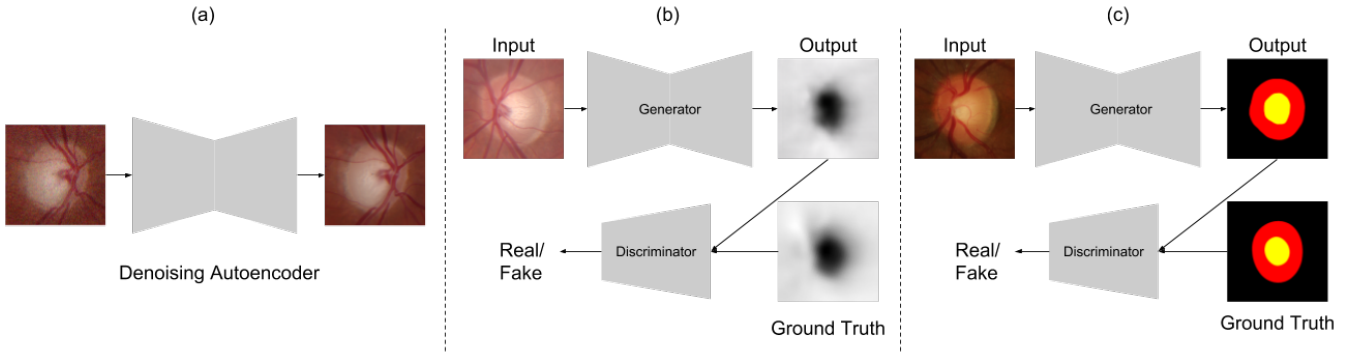 (a)
Denoising Autoencoder
(b)
Input
Output
Generator
Discriminator
Real/
Fake
Ground Truth
(c)
Input
Output
Generator
Discriminator
Real/
Fake
Ground Truth